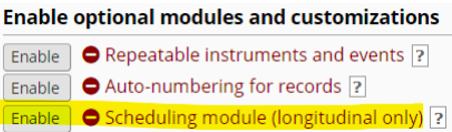 Enable optional modules and customizations
Enable Repeatable instruments and events ?
Enable Auto-numbering for records ?
Enable Scheduling module (longitudinal only) ?